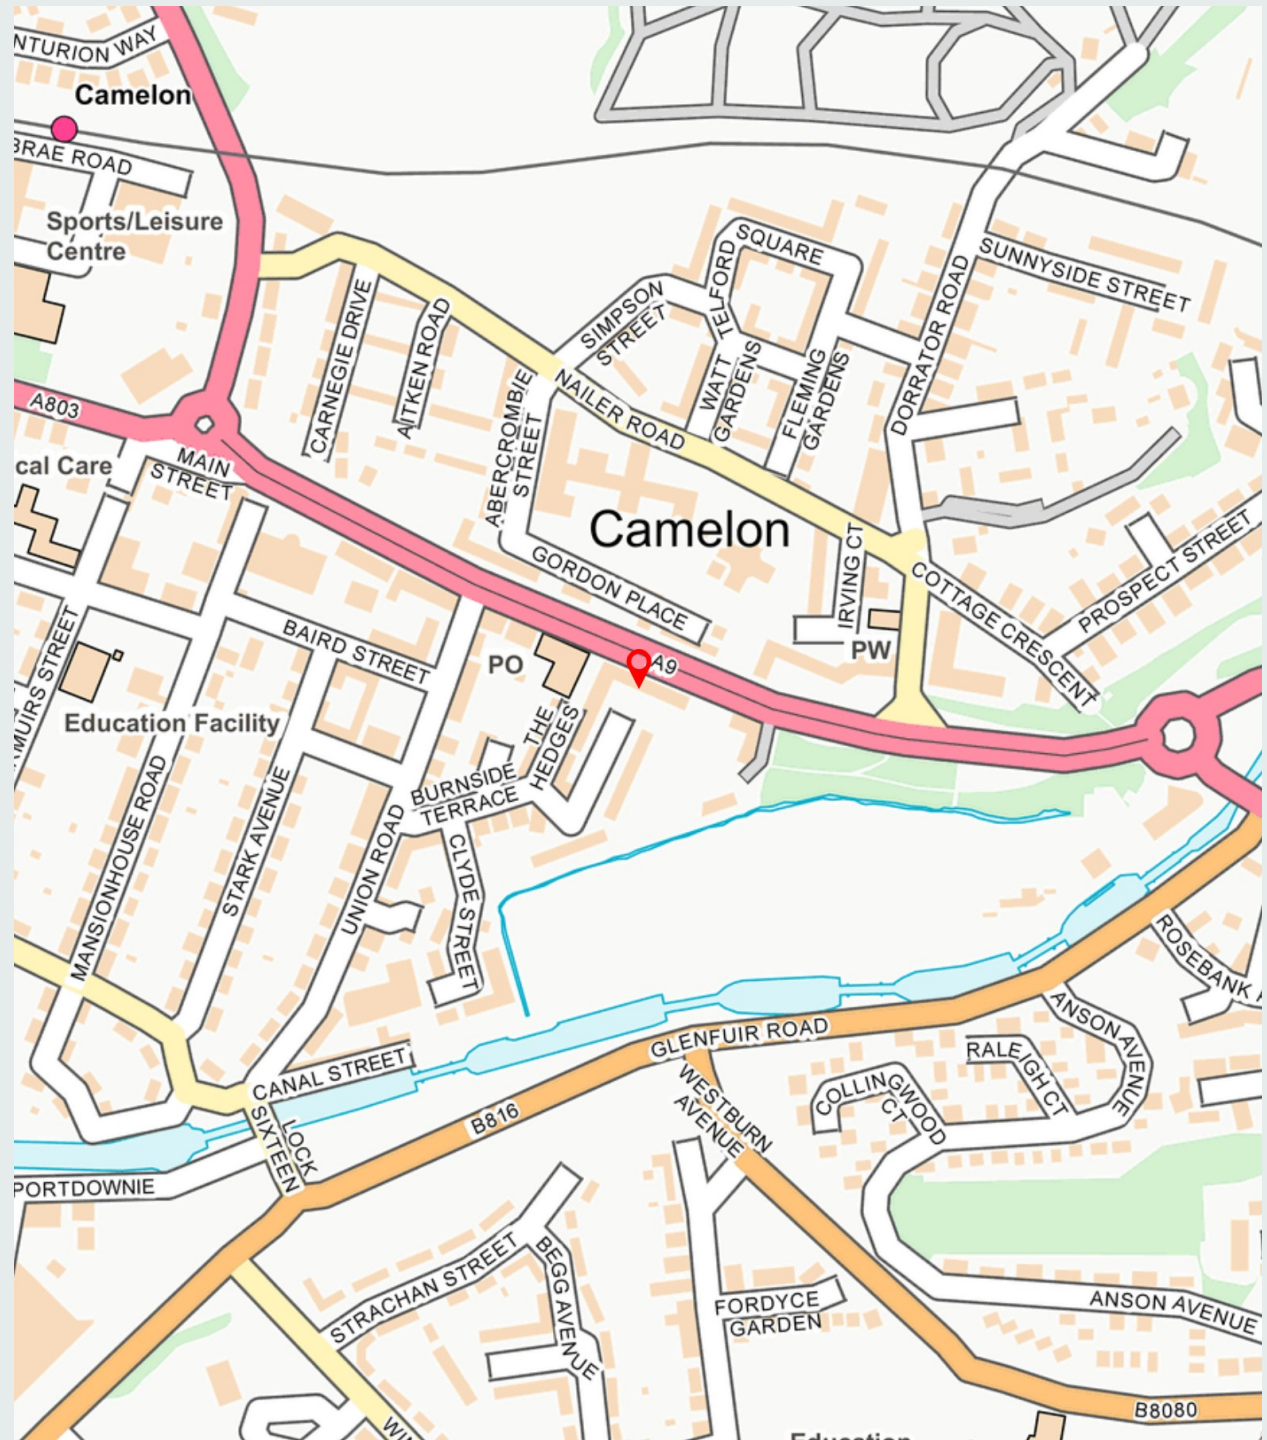 NTURION WAY
Camelon
BRAE ROAD
Sports/Leisure
Centre
A803
cal Care
MAIN
STREET
CARNEGIE DRIVE
AITKEN ROAD
SIMPSON
STREET
TELFORD
SQUARE
SUNNYSIDE STREET
DORRATOR ROAD
NAILER ROAD
WATT
GARDENS
FLEMING
GARDENS
ABERCROMBIE
STREET
Camelon
GORDON PLACE
IRVING CT
PW
COTTAGE CRESCENT
PROSPECT STREET
BAIRD STREET
PO
A9
RMUIRS STREET
Education Facility
THE
HEDGES
BURNSIDE
TERRACE
MANSIONHOUSE ROAD
STARK AVENUE
UNION ROAD
CLYDE STREET
ROSEBANK A
CANAL STREET
GLENFUIR ROAD
ANSON AVENUE
RALEIGH CT
COLLINGWOOD
CT
WESTBURN
AVENUE
B816
LOCK
SIXTEEN
PORTDOWNIE
STRACHAN STREET
BEGG AVENUE
FORDYCE
GARDEN
ANSON AVENUE
B8080
WIN
Education